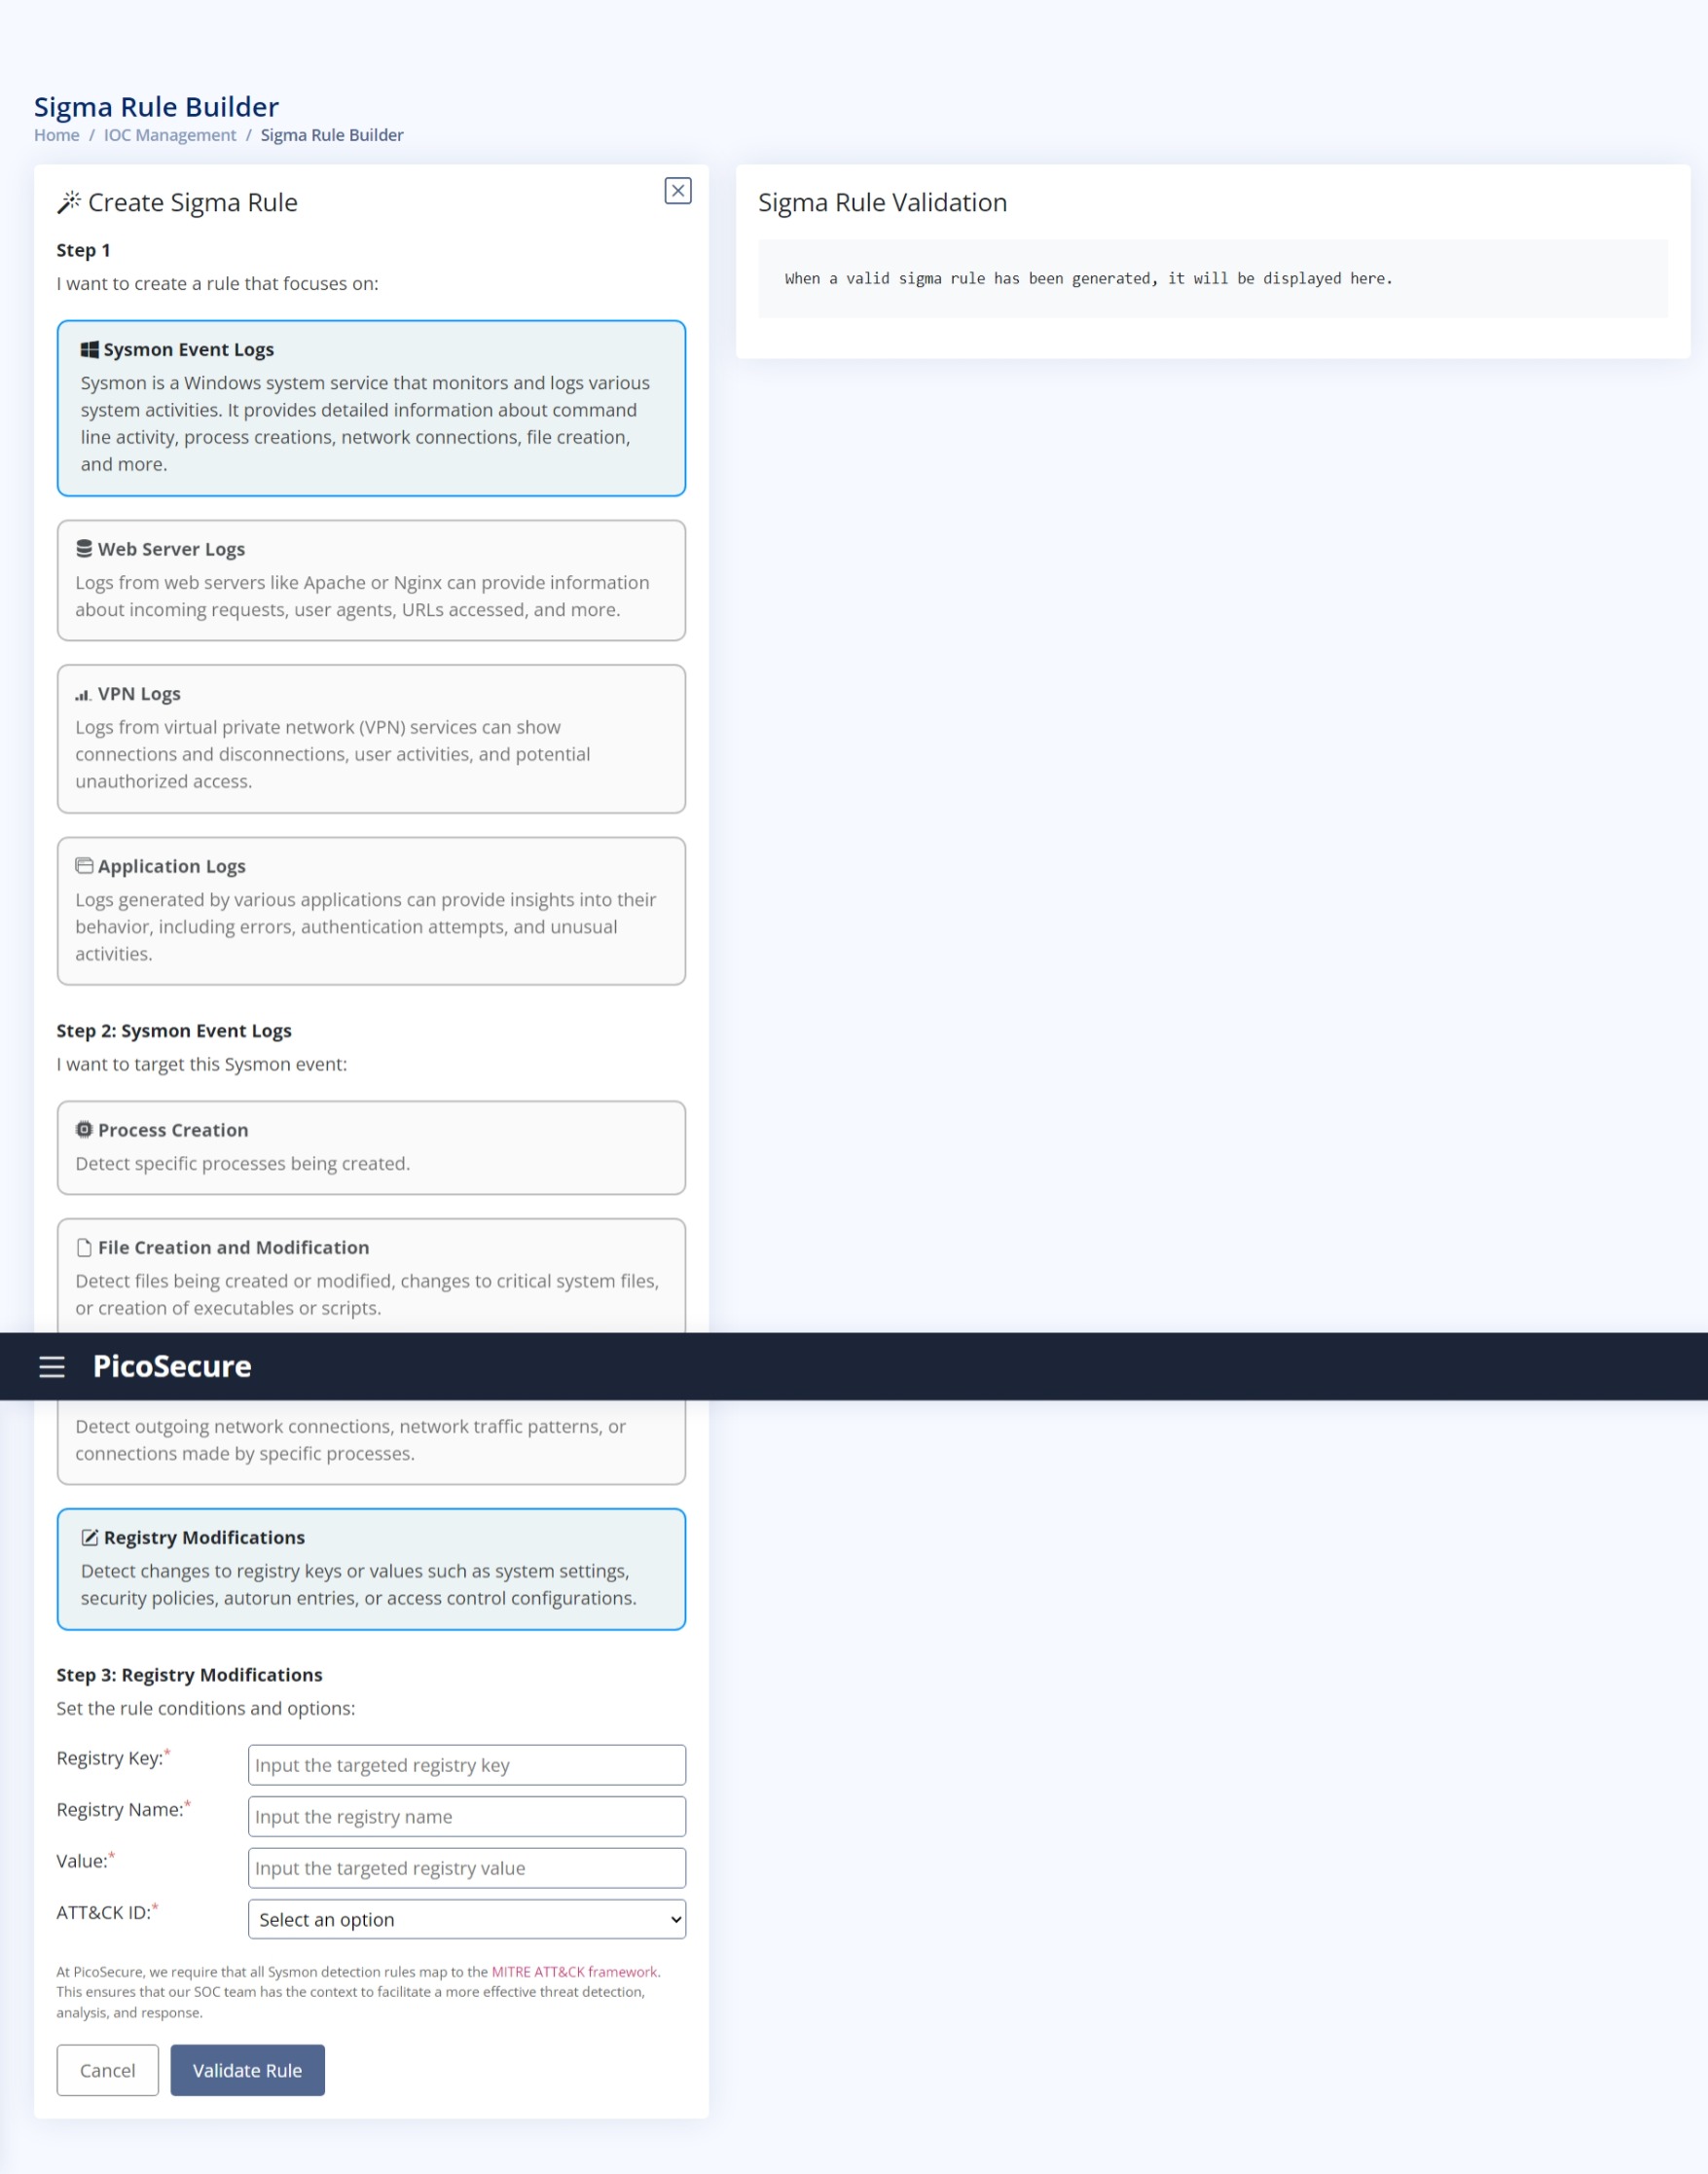 Sigma Rule Builder
Home / IOC Management / Sigma Rule Builder
Create Sigma Rule
Step 1
I want to create a rule that focuses on:
Sysmon Event Logs
Sysmon is a Windows system service that monitors and logs various
system activities. It provides detailed information about command
line activity, process creations, network connections, file creation,
and more.
Web Server Logs
Logs from web servers like Apache or Nginx can provide information
about incoming requests, user agents, URLs accessed, and more.
VPN Logs
Logs from virtual private network (VPN) services can show
connections and disconnections, user activities, and potential
unauthorized access.
Application Logs
Logs generated by various applications can provide insights into their
behavior, including errors, authentication attempts, and unusual
activities.
Step 2: Sysmon Event Logs
I want to target this Sysmon event:
Process Creation
Detect specific processes being created.
File Creation and Modification
Detect files being created or modified, changes to critical system files,
or creation of executables or scripts.
PicoSecure
Detect outgoing network connections, network traffic patterns, or
connections made by specific processes.
Registry Modifications
Detect changes to registry keys or values such as system settings,
security policies, autorun entries, or access control configurations.
Step 3: Registry Modifications
Set the rule conditions and options:
Registry Key:* Input the targeted registry key
Registry Name:* Input the registry name
Value:* Input the targeted registry value
ATT&CK ID:* Select an option
At PicoSecure, we require that all Sysmon detection rules map to the MITRE ATT&CK framework.
This ensures that our SOC team has the context to facilitate a more effective threat detection,
analysis, and response.
Cancel Validate Rule
Sigma Rule Validation
When a valid sigma rule has been generated, it will be displayed here.